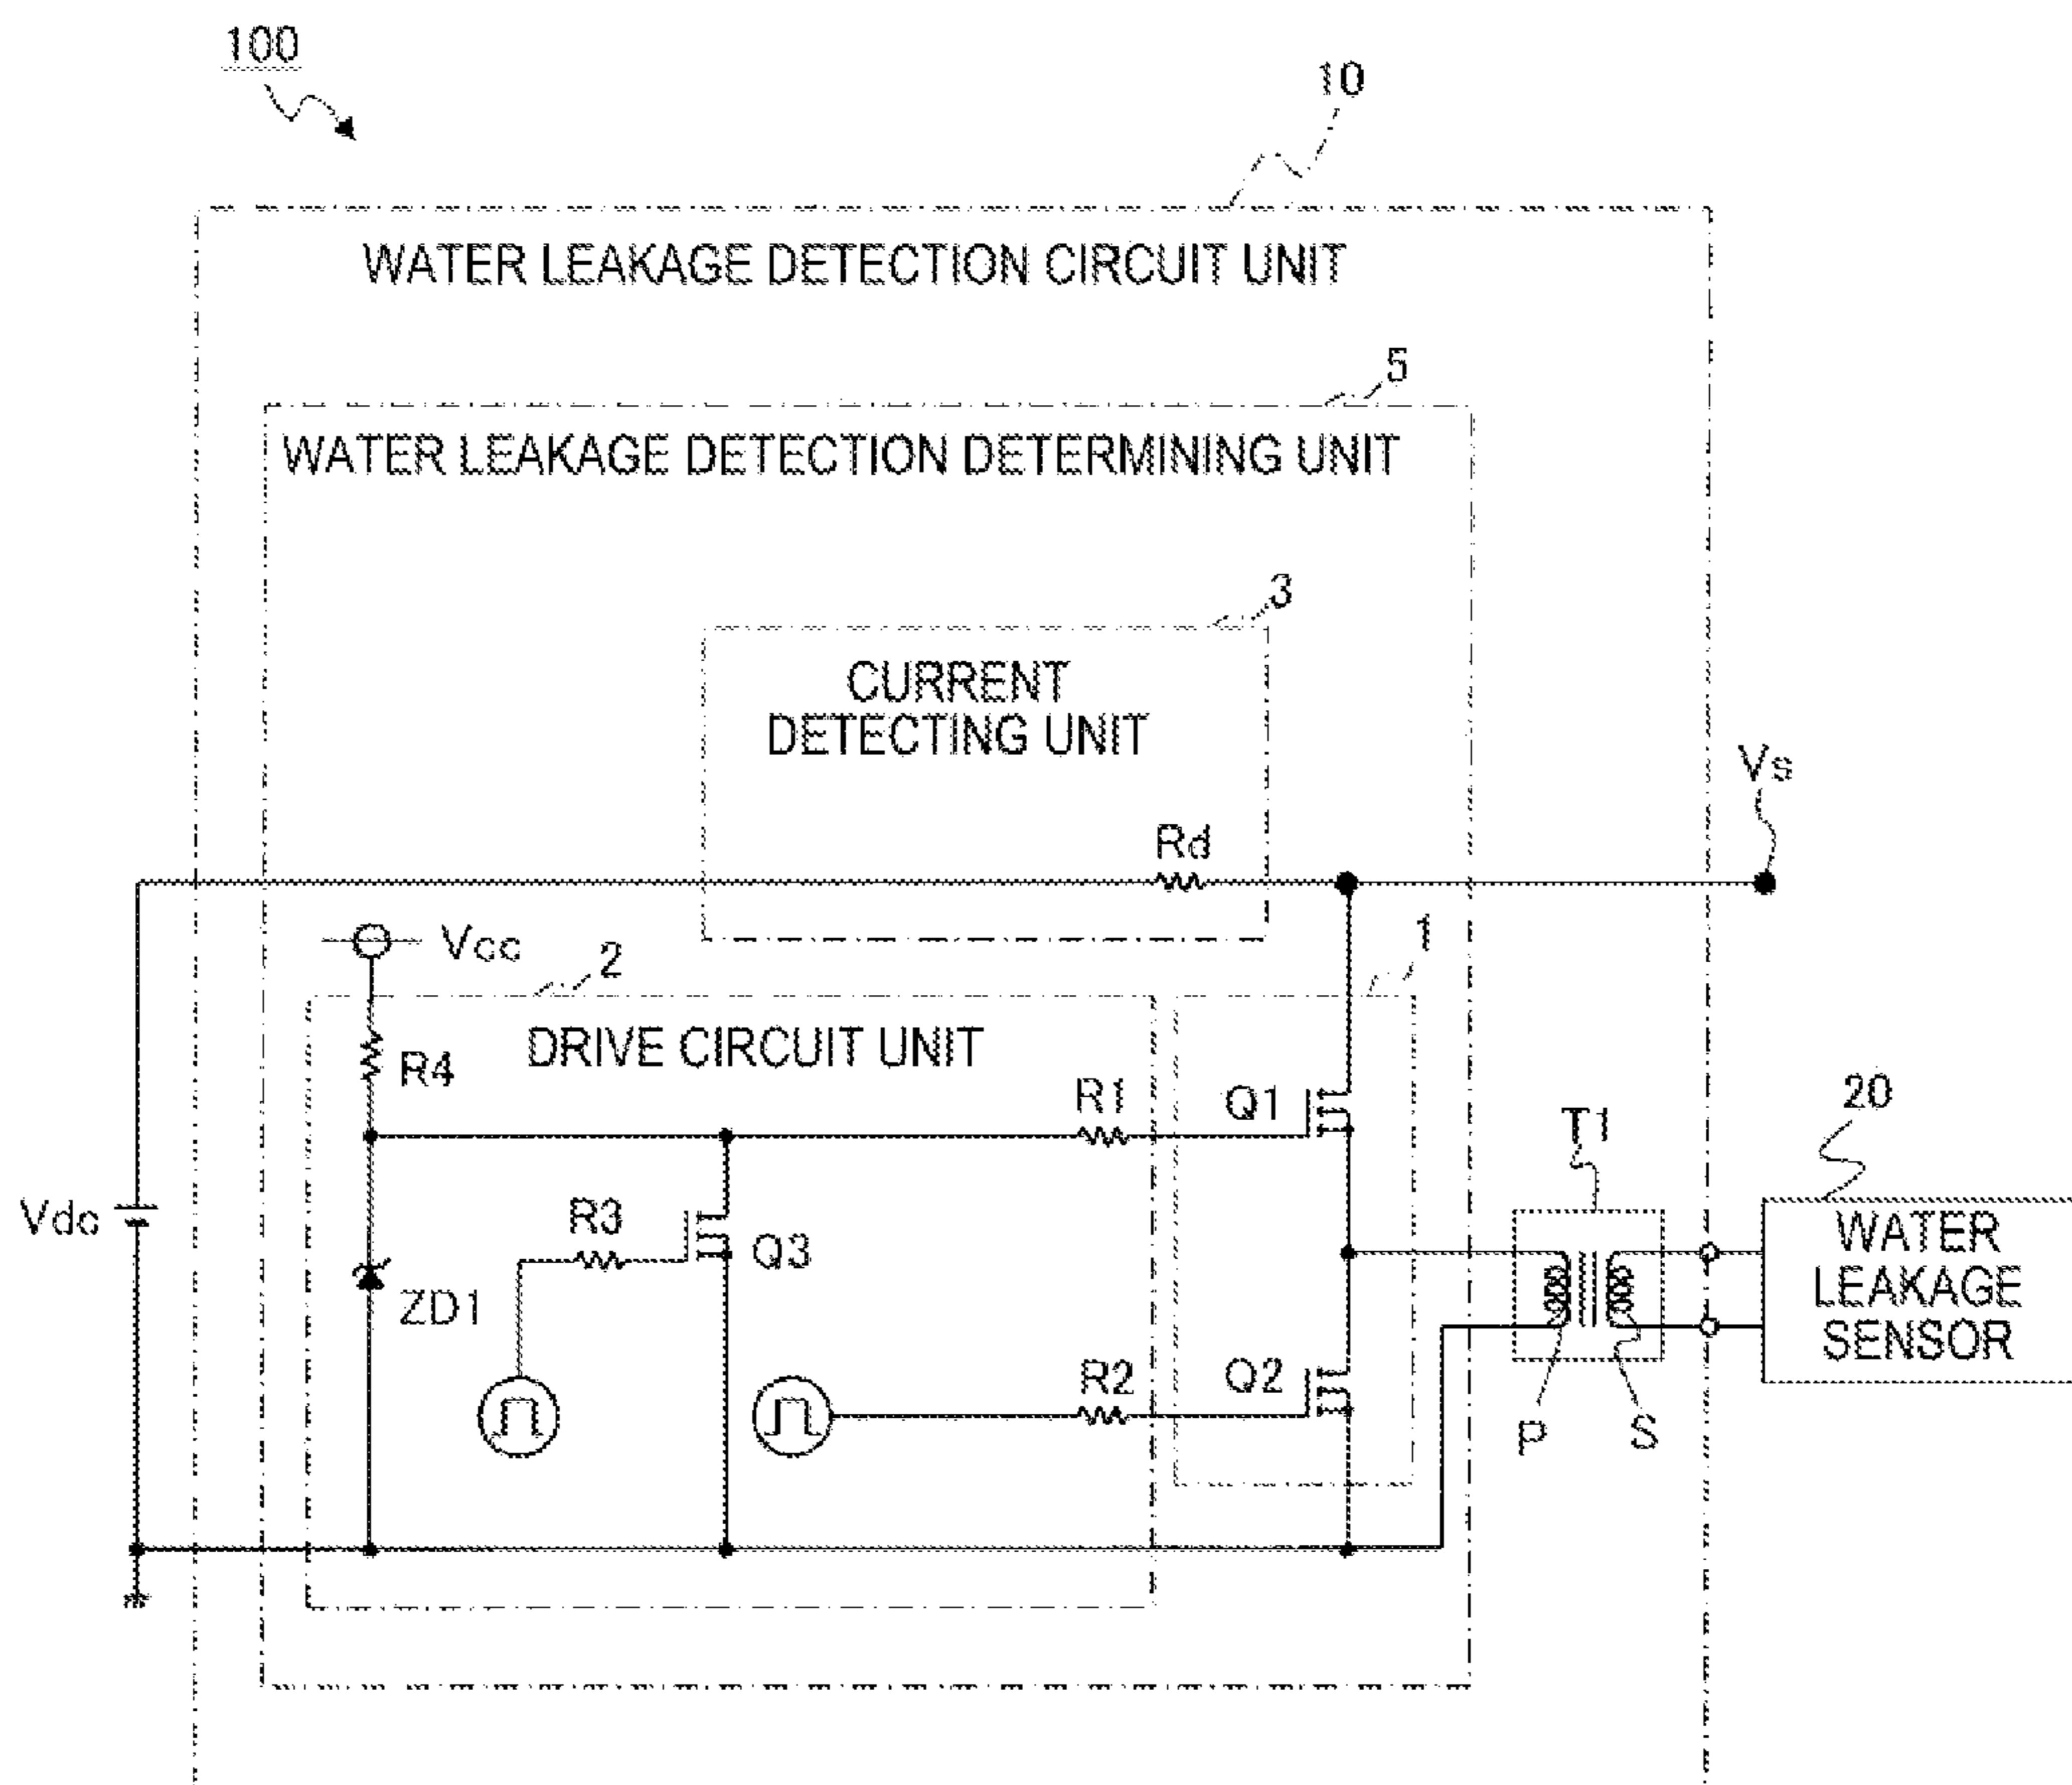 100
10
WATER LEAKAGE DETECTION CIRCUIT UNIT
5
WATER LEAKAGE DETECTION DETERMINING UNIT
3
CURRENT
DETECTING UNIT
Vs
Rd
Vcc
2
1
DRIVE CIRCUIT UNIT
R4
R1
Q1
T1
20
Vdc
R3
Q3
ZD1
WATER
LEAKAGE
SENSOR
R2
Q2
P
S